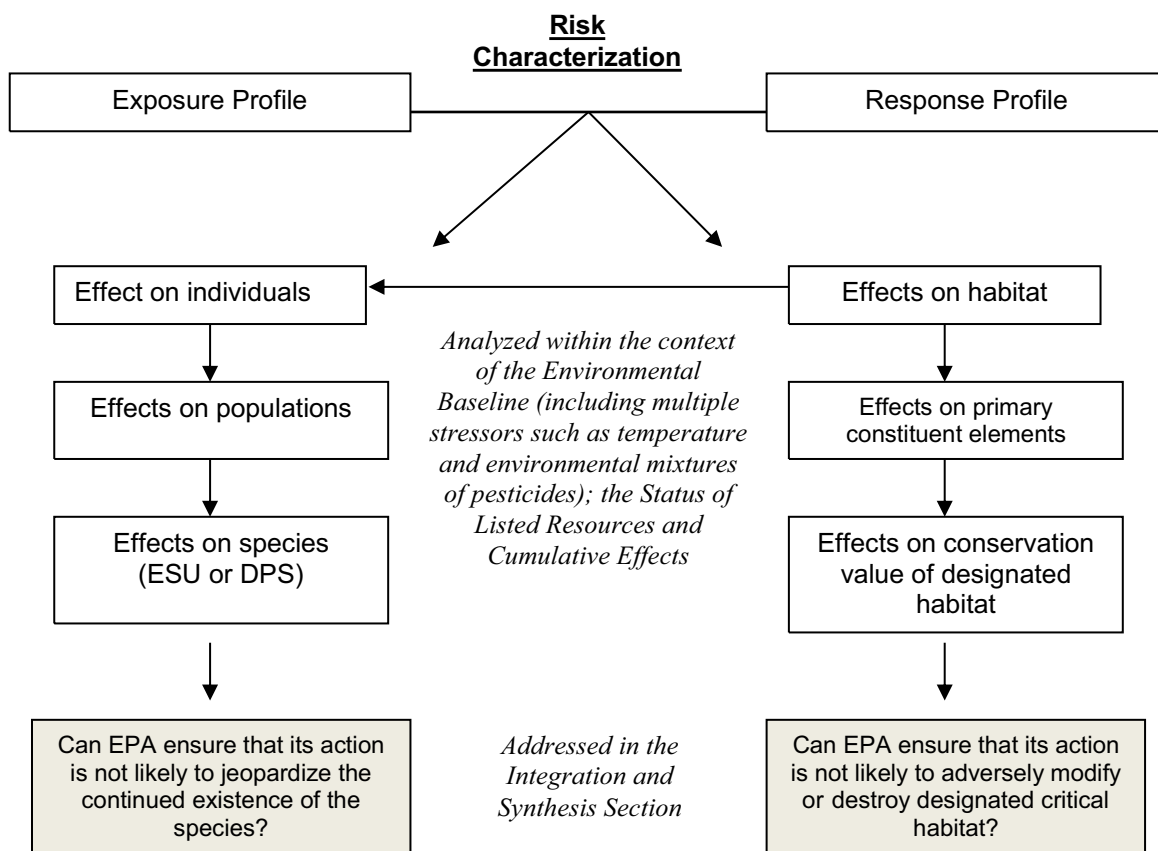 Risk
Characterization
Exposure Profile
Response Profile
Effect on individuals
Effects on habitat
Analyzed within the context
of the Environmental
Baseline (including multiple
stressors such as temperature
and environmental mixtures
of pesticides); the Status of
Listed Resources and
Cumulative Effects
Effects on populations
Effects on primary
constituent elements
Effects on species
(ESU or DPS)
Effects on conservation
value of designated
habitat
Can EPA ensure that its action
is not likely to jeopardize the
continued existence of the
species?
Addressed in the
Integration and
Synthesis Section
Can EPA ensure that its action
is not likely to adversely modify
or destroy designated critical
habitat?